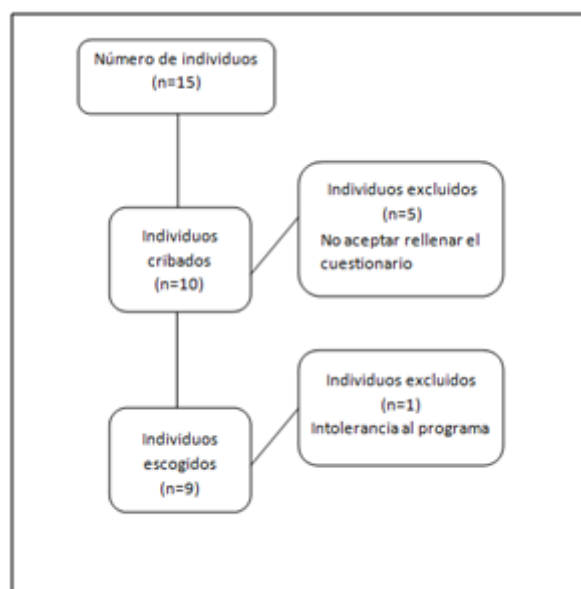 Número de individuos
(n=15)
Individuos
cribados
(n=10)
Individuos excluidos
(n=5)
No aceptar rellenar el
cuestionario
Individuos
escogidos
(n=9)
Individuos excluidos
(n=1)
Intolerancia al programa